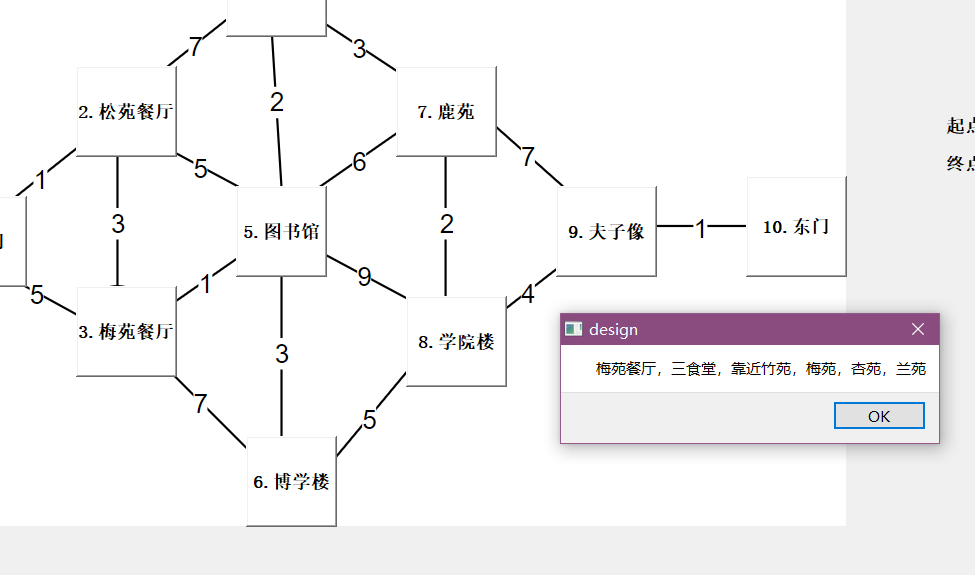 7
3
2
2.松苑餐厅
7.鹿苑
起点
终点
5
6
7
1
3
2
5.图书馆
9.夫子像
1
10.东门
5
1
9
4
3.梅苑餐厅
8.学院楼
3
7
5
6.博学楼
design
梅苑餐厅，三食堂，靠近竹苑，梅苑，杏苑，兰苑
OK